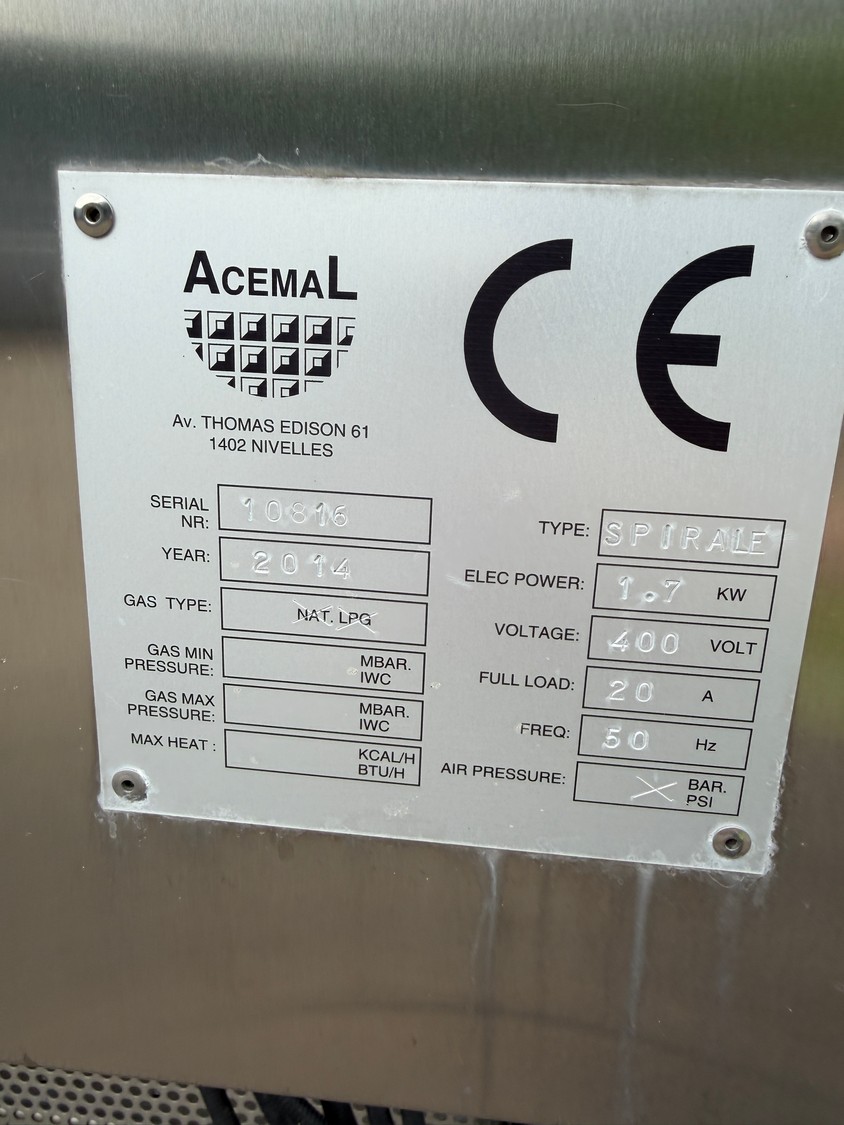 ACEMAL
CE
Av. THOMAS EDISON 61
1402 NIVELLES
SERIAL NR: 10816
YEAR: 2014
GAS TYPE: NAT. LPG
GAS MIN PRESSURE: MBAR. IWC
GAS MAX PRESSURE: MBAR. IWC
MAX HEAT : KCAL/H BTU/H
TYPE: SPIRALE
ELEC POWER: 1.7 KW
VOLTAGE: 400 VOLT
FULL LOAD: 20 A
FREQ: 50 Hz
AIR PRESSURE: X BAR. PSI